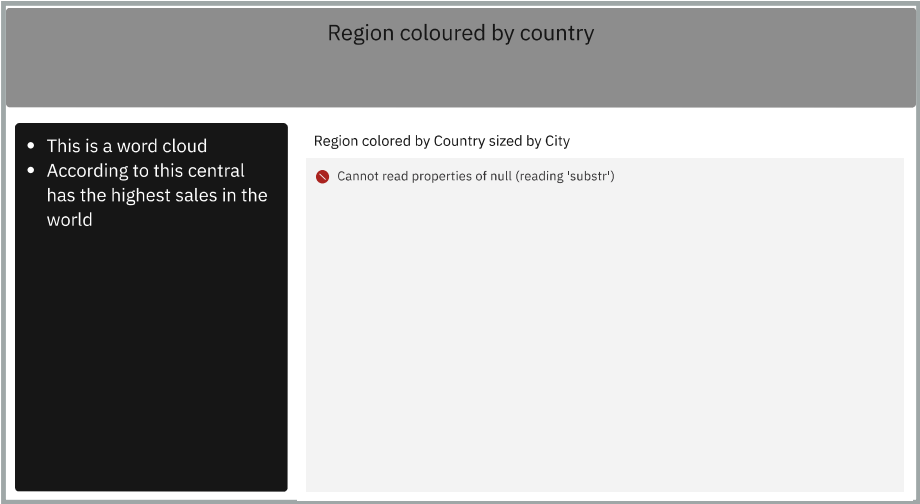 Region coloured by country
This is a word cloud
According to this central
has the highest sales in the
world
Region colored by Country sized by City
Cannot read properties of null (reading 'substr')